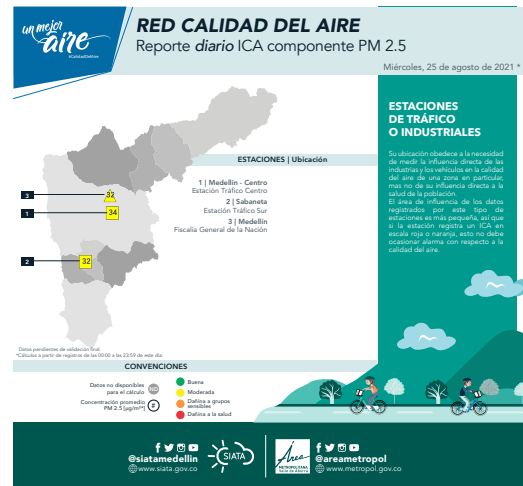 un mejor
aire
#CalidadDelAire
RED CALIDAD DEL AIRE
Reporte diario ICA componente PM 2.5
Miércoles, 25 de agosto de 2021 *
ESTACIONES
DE TRÁFICO
O INDUSTRIALES
Su ubicación obedece a la necesidad
de medir la influencia directa de las
industrias y los vehículos en la calidad
del aire de una zona en particular,
mas no de su influencia directa a la
salud de la población.
El área de influencia de los datos
registrados por este tipo de
estaciones es más pequeña, así que
si la estación registra un ICA en
escala roja o naranja, esto no debe
ocasionar alarma con respecto a la
calidad del aire.
ESTACIONES | Ubicación
1 | Medellín - Centro
Estación Tráfico Centro
2 | Sabaneta
Estación Tráfico Sur
3 | Medellín
Fiscalía General de la Nación
3
32
1
34
2
32
Datos pendientes de validación final.
*Cálculos a partir de registros de las 00:00 a las 23:59 de este día.
CONVENCIONES
Datos no disponibles
para el cálculo
ND
Concentración promedio
PM 2.5 [µg/m³*]
#
Buena
Moderada
Dañina a grupos
sensibles
Dañina a la salud
@siatamedellin
www.siata.gov.co
SIATA
Área
METROPOLITANA
Valle de Aburrá
@areametropol
www.metropol.gov.co